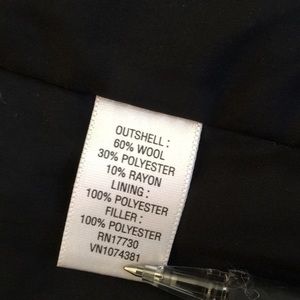 OUTSHELL :
60% WOOL
30% POLYESTER
10% RAYON
LINING :
100% POLYESTER
FILLER :
100% POLYESTER
RN17730
VN1074381